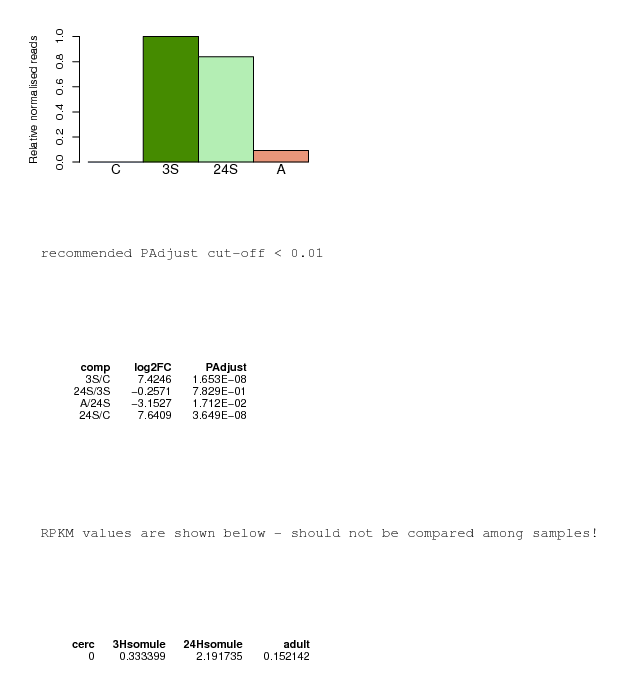 Relative normalised reads
1.0
0.8
0.6
0.4
0.2
0.0
C 3S 24S A
recommended PAdjust cut-off < 0.01
comp log2FC PAdjust
3S/C 7.4246 1.653E−08
24S/3S −0.2571 7.829E−01
A/24S −3.1527 1.712E−02
24S/C 7.6409 3.649E−08
RPKM values are shown below - should not be compared among samples!
cerc 3Hsomule 24Hsomule adult
0 0.333399 2.191735 0.152142